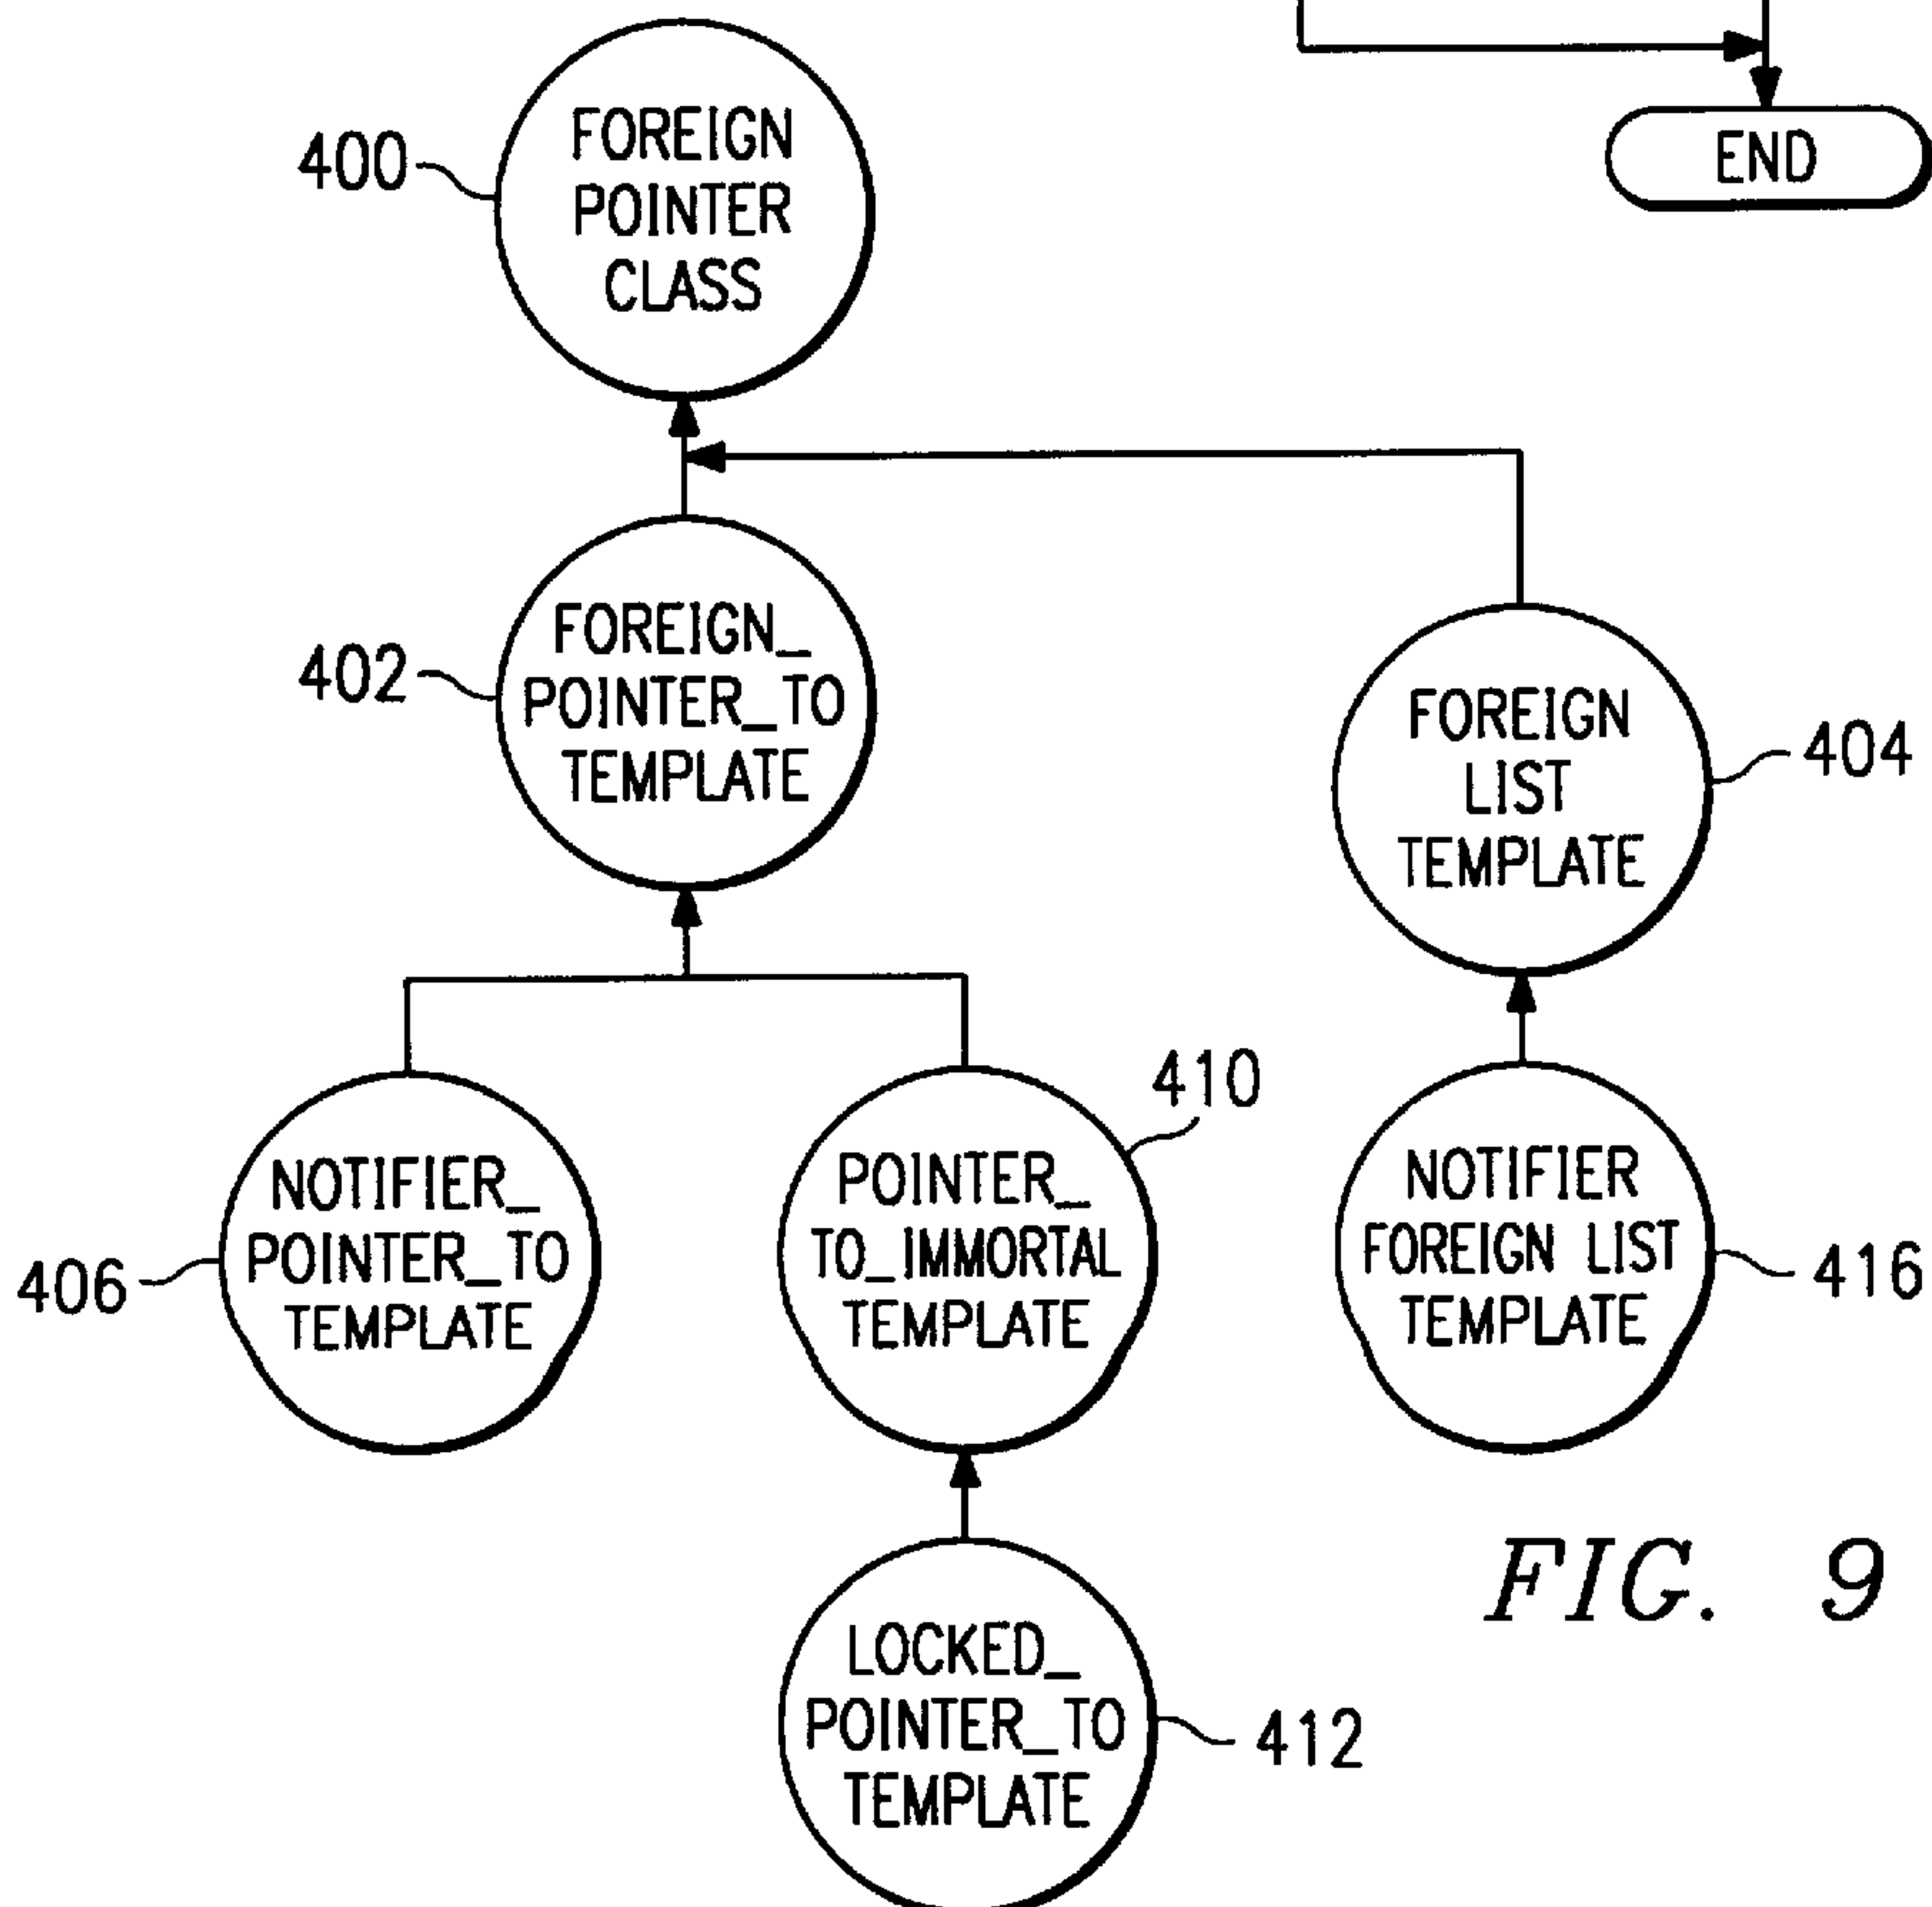 FOREIGN
POINTER
CLASS
400
END
FOREIGN_
POINTER_TO
TEMPLATE
402
FOREIGN
LIST
TEMPLATE
404
NOTIFIER_
POINTER_TO
TEMPLATE
406
POINTER_
TO_IMMORTAL
TEMPLATE
410
NOTIFIER
FOREIGN LIST
TEMPLATE
416
LOCKED_
POINTER_TO
TEMPLATE
412
FIG. 9